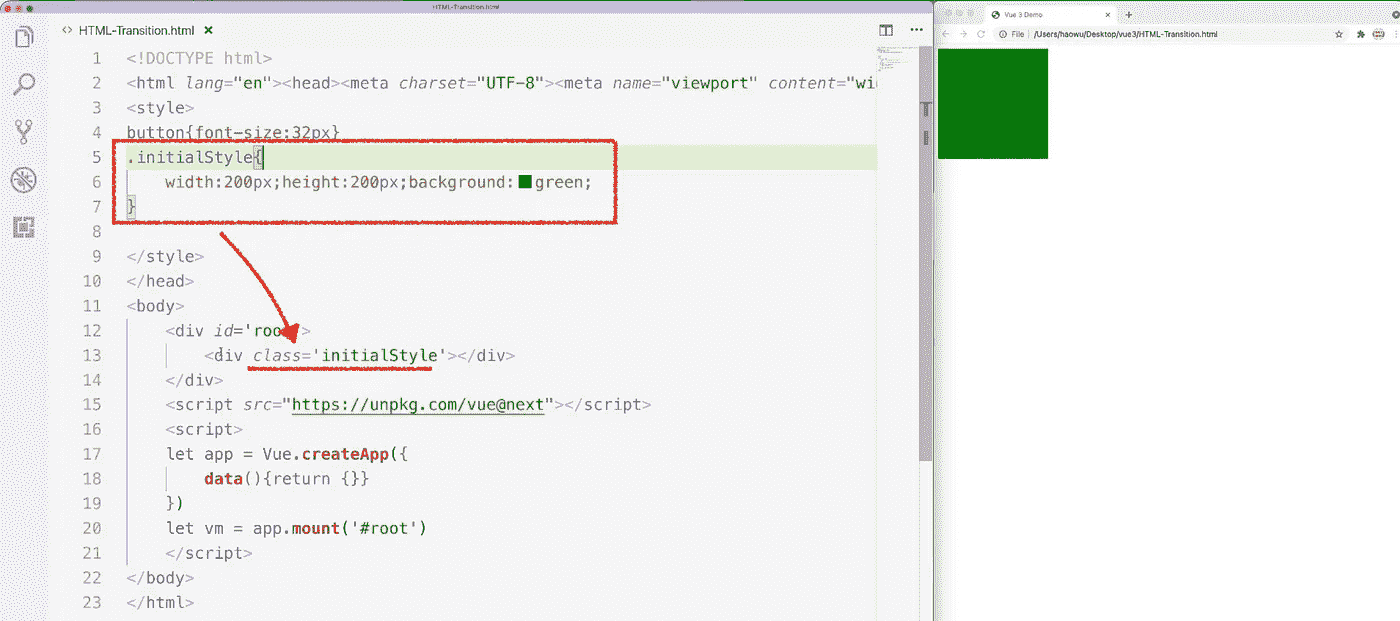 HTML-Transition.html
HTML-Transition.html
1 <!DOCTYPE html>
2 <html lang="en"><head><meta charset="UTF-8"><meta name="viewport" content="wi
3 <style>
4 button{font-size:32px}
5 .initialStyle{
6 width:200px;height:200px;background:green;
7 }
8
9 </style>
10 </head>
11 <body>
12 <div id='roo'>
13 <div class='initialStyle'></div>
14 </div>
15 <script src="https://unpkg.com/vue@next"></script>
16 <script>
17 let app = Vue.createApp({
18 data(){return {}}
19 })
20 let vm = app.mount('#root')
21 </script>
22 </body>
23 </html>
Vue 3 Demo
File /Users/haowu/Desktop/vue3/HTML-Transition.html